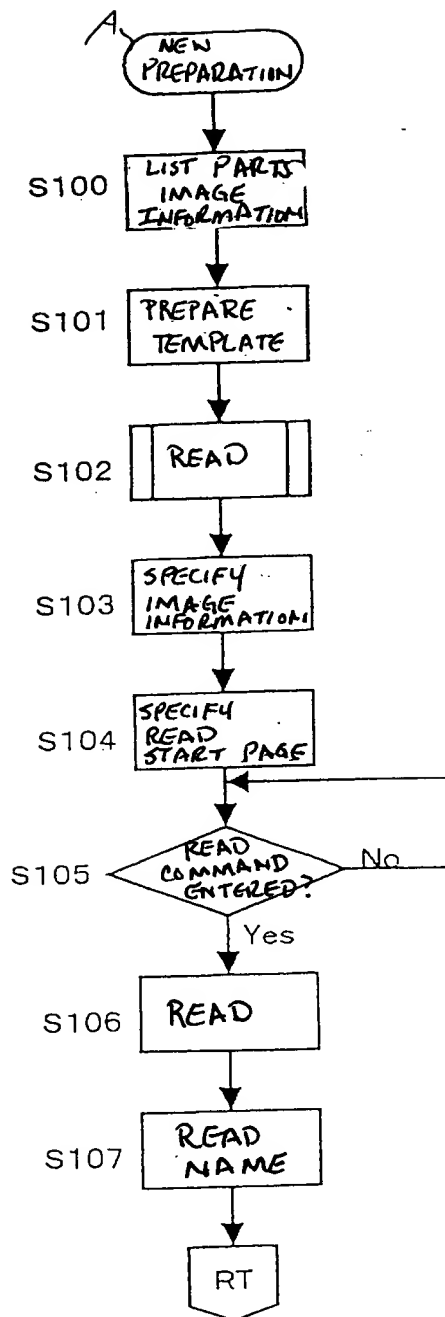 A
NEW
PREPARATION
S100
LIST PARTS
IMAGE
INFORMATION
S101
PREPARE
TEMPLATE
S102
READ
S103
SPECIFY
IMAGE
INFORMATION
S104
SPECIFY
READ
START PAGE
S105
READ
COMMAND
ENTERED?
No
Yes
S106
READ
S107
READ
NAME
RT